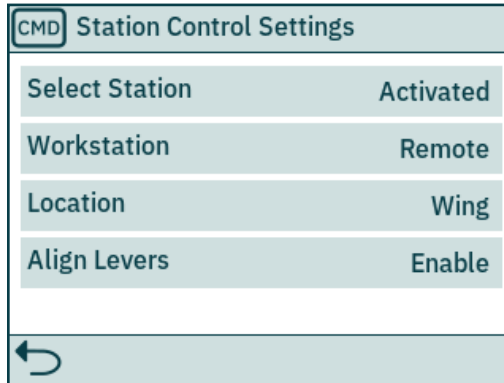 CMD Station Control Settings
Select Station Activated
Workstation Remote
Location Wing
Align Levers Enable